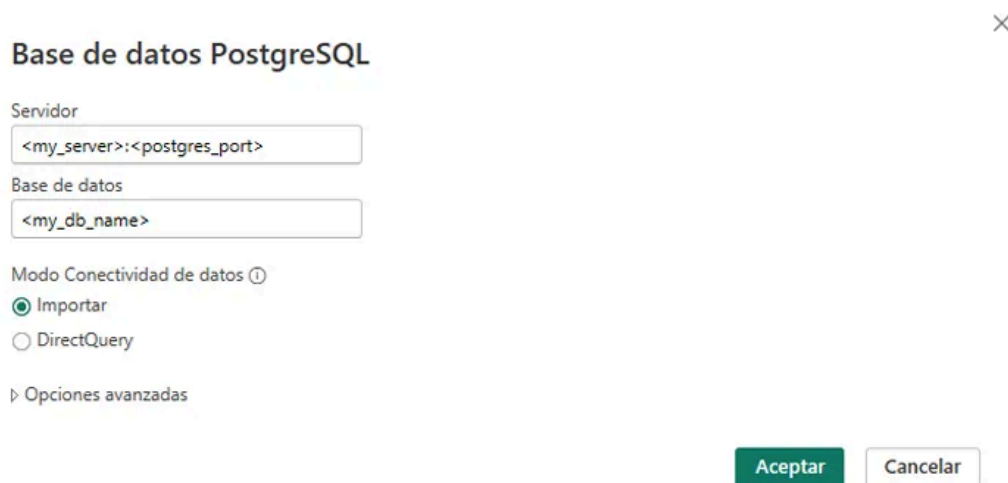 Base de datos PostgreSQL
Servidor
<my_server>:<postgres_port>
Base de datos
<my_db_name>
Modo Conectividad de datos
Importar
DirectQuery
Opciones avanzadas
Aceptar Cancelar